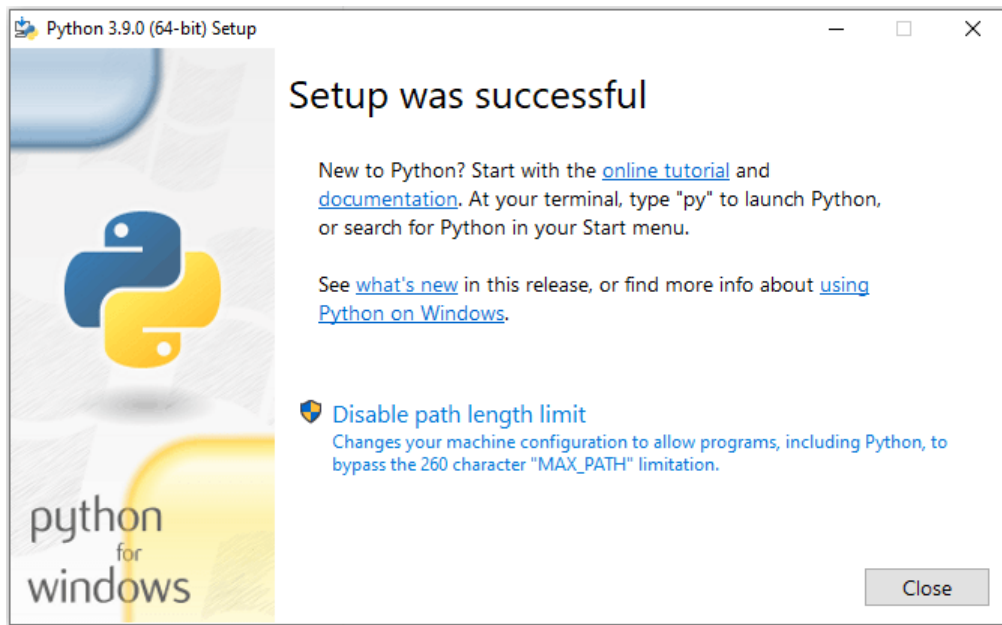 Python 3.9.0 (64-bit) Setup
Setup was successful
New to Python? Start with the online tutorial and
documentation. At your terminal, type "py" to launch Python,
or search for Python in your Start menu.
See what's new in this release, or find more info about using
Python on Windows.
Disable path length limit
Changes your machine configuration to allow programs, including Python, to
bypass the 260 character "MAX_PATH" limitation.
python
for
windows
Close